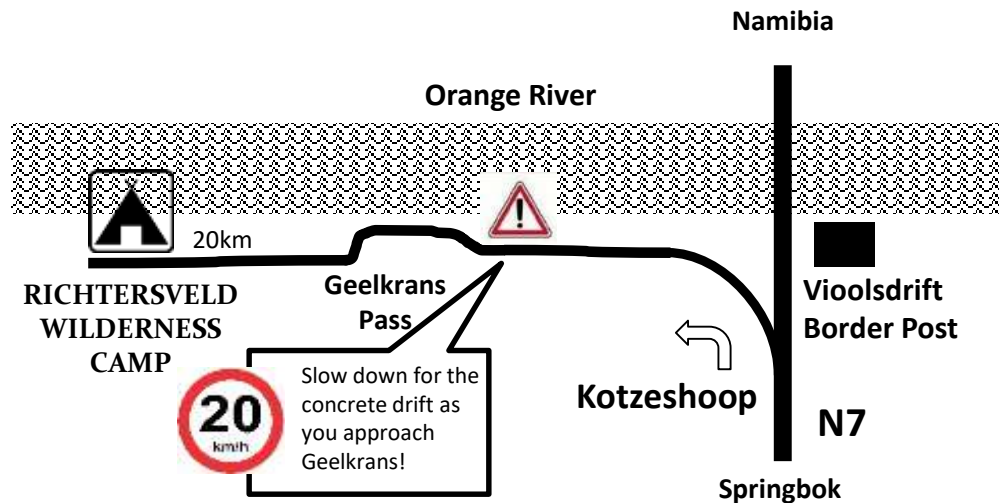 Namibia
Orange River
20km
RICHTERSVELD
WILDERNESS
CAMP
Geelkrans
Pass
Vioolsdrift
Border Post
20
km/h
Slow down for the
concrete drift as
you approach
Geelkrans!
Kotzeshoop
N7
Springbok